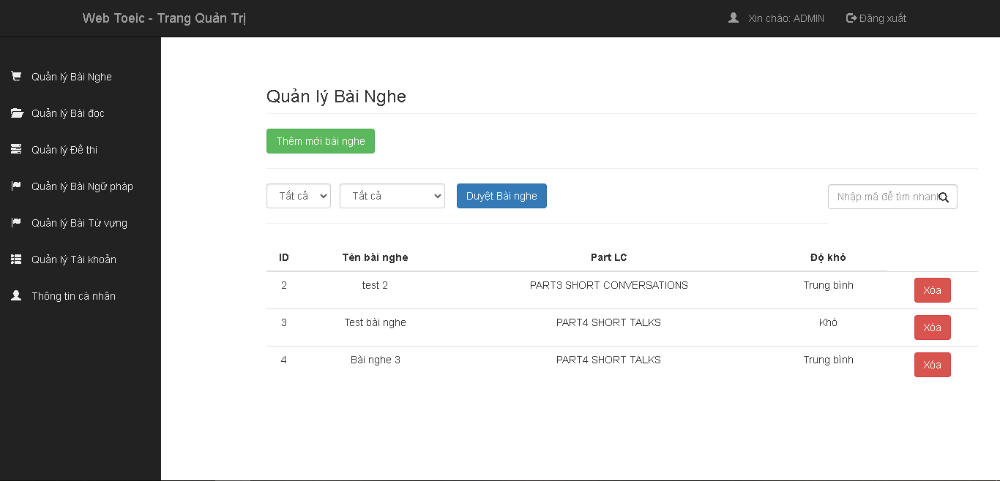 Web Toeic - Trang Quản Trị
Xin chào: ADMIN
Đăng xuất
Quản lý Bài Nghe
Quản lý Bài đọc
Quản lý Đề thi
Quản lý Bài Ngữ pháp
Quản lý Bài Từ vựng
Quản lý Tài khoản
Thông tin cá nhân
Quản lý Bài Nghe
Thêm mới bài nghe
Tất cả
Tất cả
Duyệt Bài nghe
Nhập mã để tìm nhanh
ID Tên bài nghe Part LC Độ khó
2 test 2 PART3 SHORT CONVERSATIONS Trung bình Xóa
3 Test bài nghe PART4 SHORT TALKS Khó Xóa
4 Bài nghe 3 PART4 SHORT TALKS Trung bình Xóa